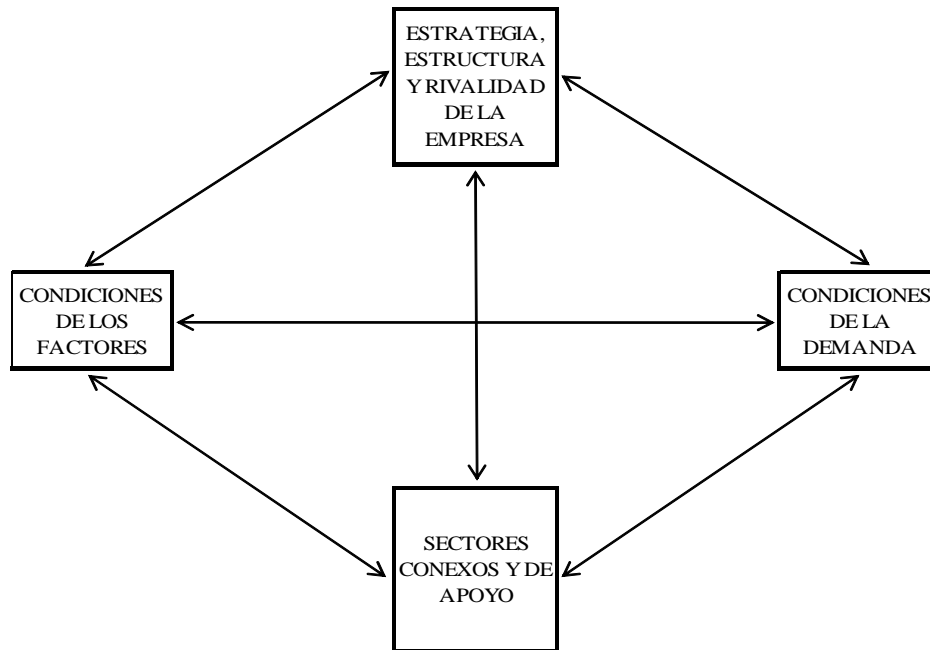 ESTRATEGIA,
ESTRUCTURA
Y RIVALIDAD
DE LA
EMPRESA
CONDICIONES
DE LOS
FACTORES
CONDICIONES
DE LA
DEMANDA
SECTORES
CONEXOS Y DE
APOYO